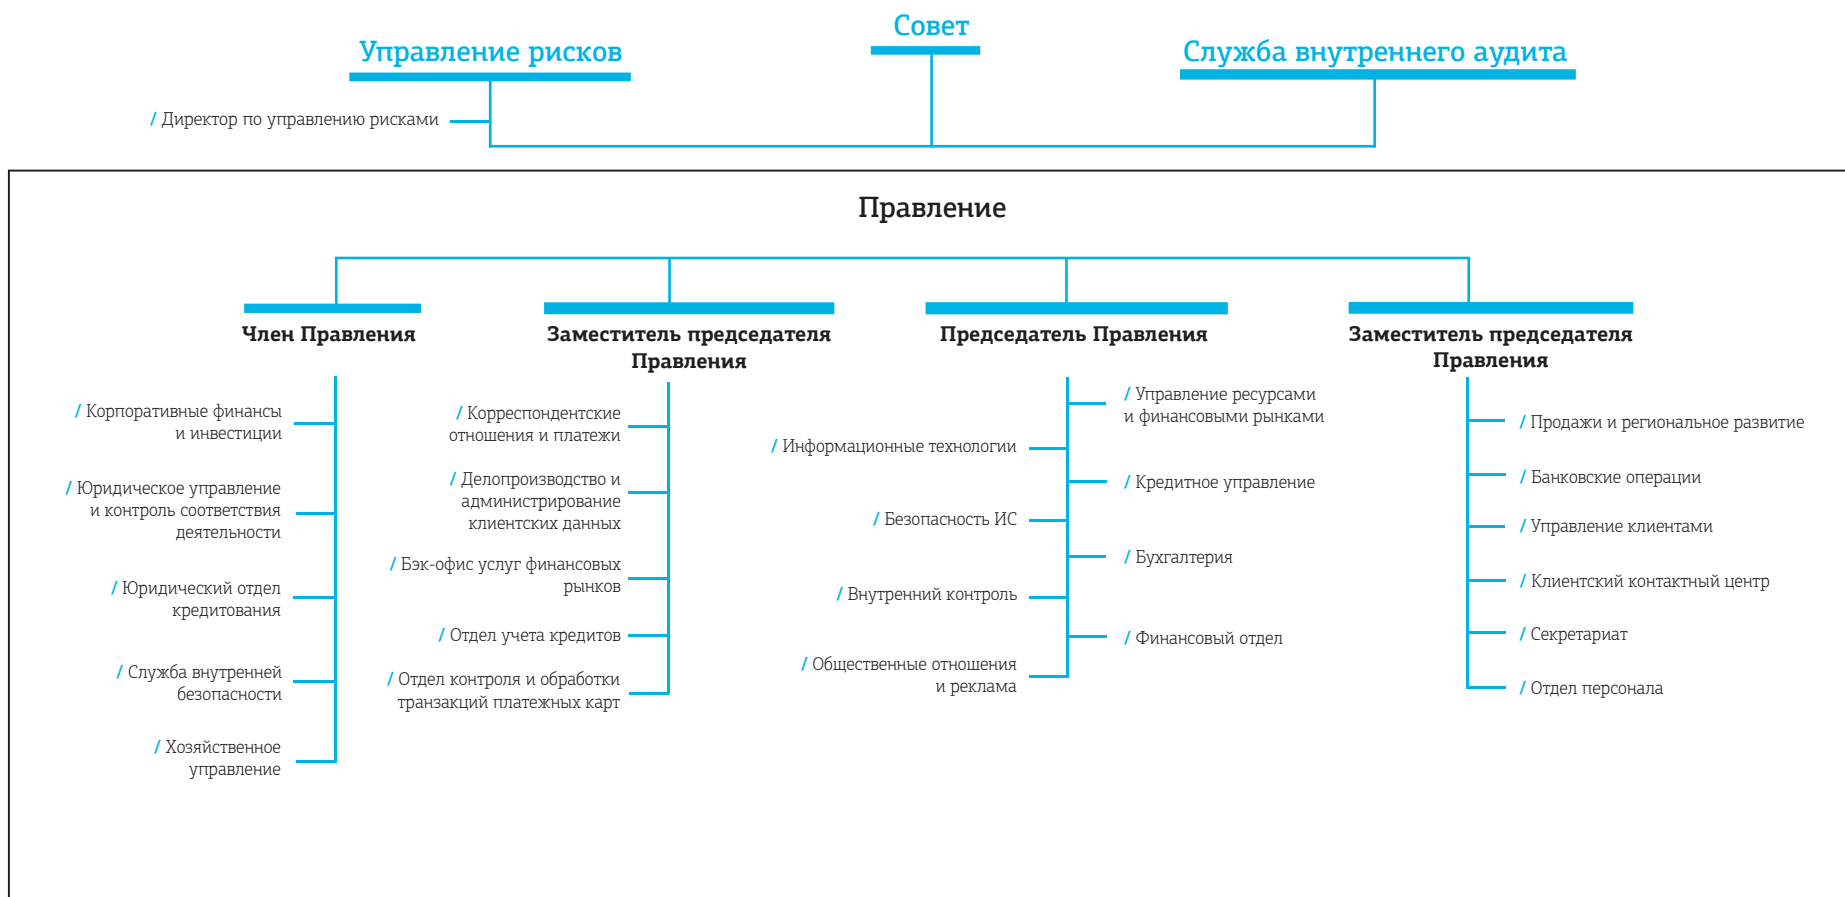 Совет
Управление рисков
Служба внутреннего аудита
/ Директор по управлению рисками
Правление
Член Правления
/ Корпоративные финансы
и инвестиции
/ Юридическое управление
и контроль соответствия
деятельности
/ Юридический отдел
кредитования
/ Служба внутренней
безопасности
/ Хозяйственное
управление
Заместитель председателя
Правления
/ Корреспондентские
отношения и платежи
/ Делопроизводство и
администрирование
клиентских данных
/ Бэк-офис услуг финансовых
рынков
/ Отдел учета кредитов
/ Отдел контроля и обработки
транзакций платежных карт
Председатель Правления
/ Информационные технологии
/ Безопасность ИС
/ Внутренний контроль
/ Общественные отношения
и реклама
/ Управление ресурсами
и финансовыми рынками
/ Кредитное управление
/ Бухгалтерия
/ Финансовый отдел
Заместитель председателя
Правления
/ Продажи и региональное развитие
/ Банковские операции
/ Управление клиентами
/ Клиентский контактный центр
/ Секретариат
/ Отдел персонала